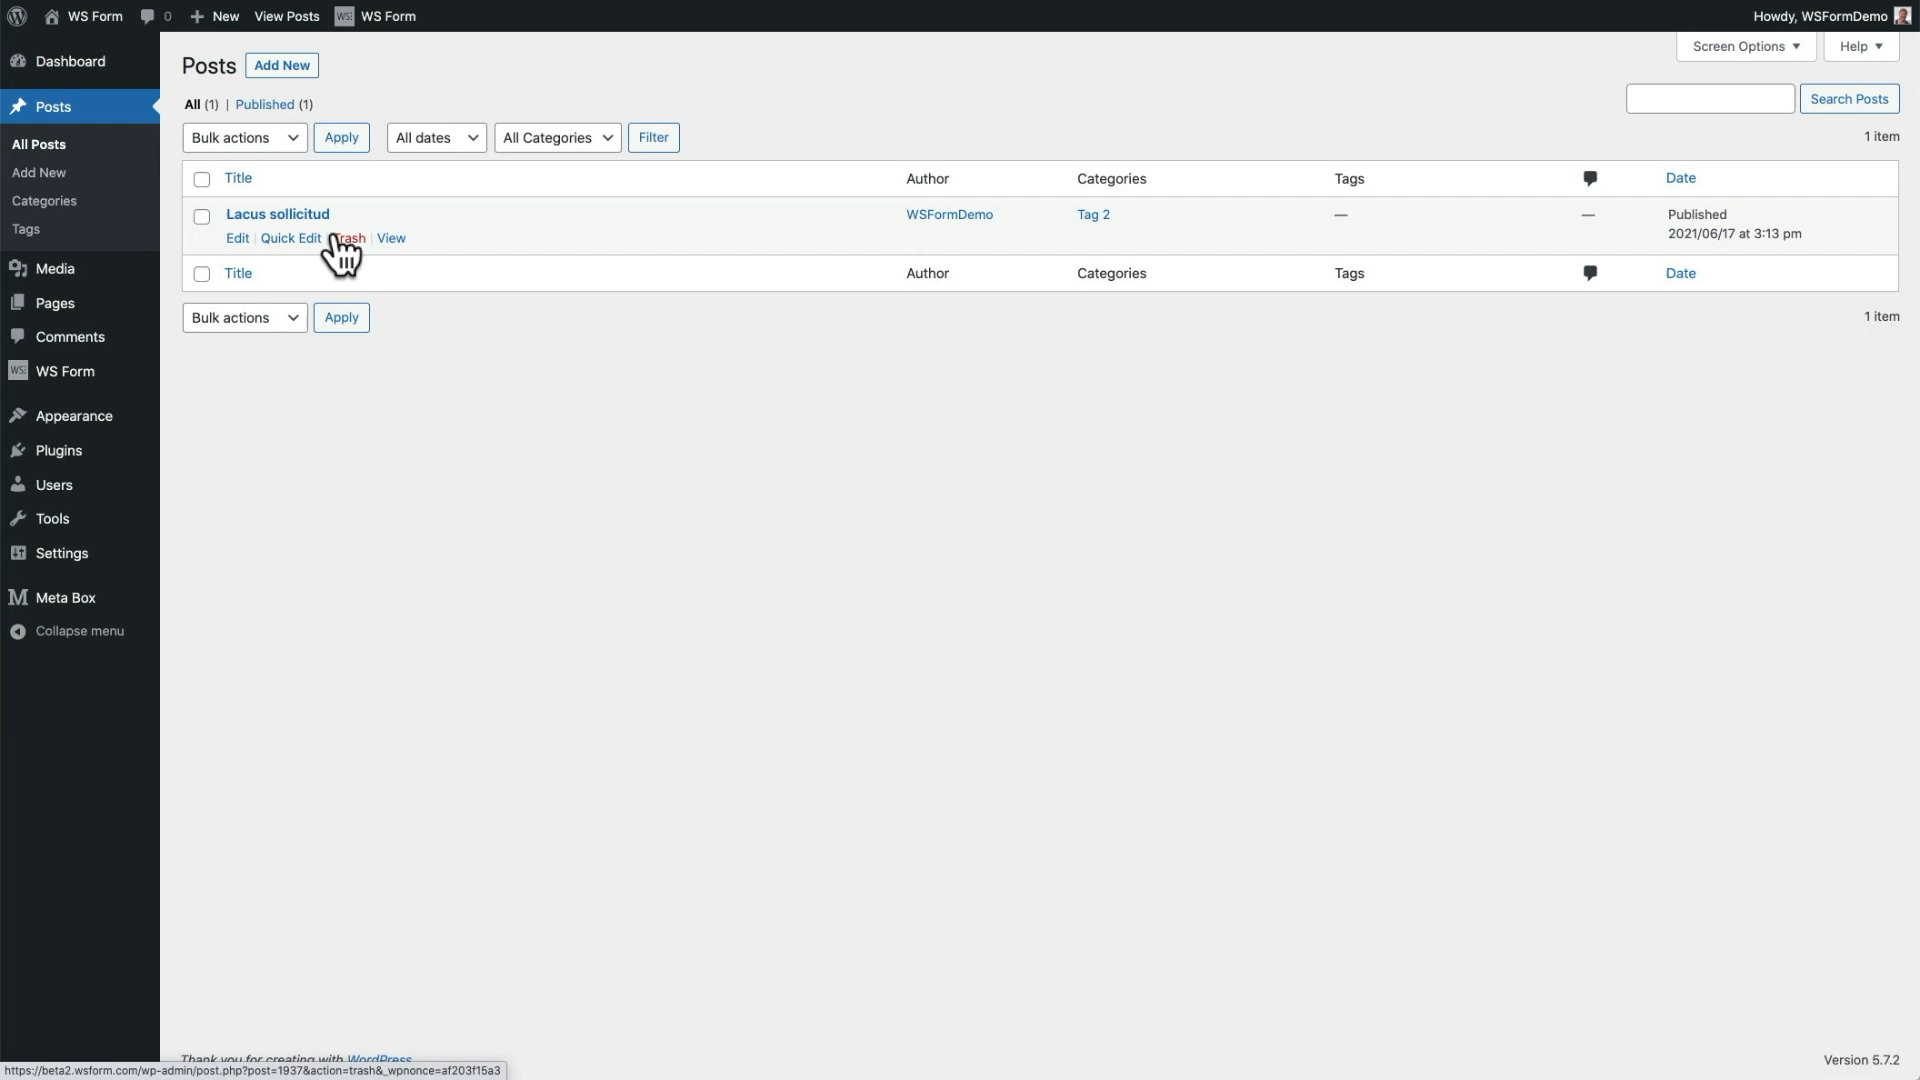 WS Form 0 New View Posts WS Form Howdy, WSFormDemo
Screen Options Help
Dashboard
Posts
All Posts
Add New
Categories
Tags
Media
Pages
Comments
WS Form
Appearance
Plugins
Users
Tools
Settings
Meta Box
Collapse menu
Posts Add New
All (1) | Published (1)
Search Posts
Bulk actions Apply All dates All Categories Filter 1 item
Title Author Categories Tags Date
Lacus sollicitud WSFormDemo Tag 2 — — Published
2021/06/17 at 3:13 pm
Edit | Quick Edit | Trash | View
Title Author Categories Tags Date
Bulk actions Apply 1 item
Thank you for creating with WordPress Version 5.7.2
https://beta2.wsform.com/wp-admin/post.php?post=1937&action=trash&_wpnonce=af203f15a3